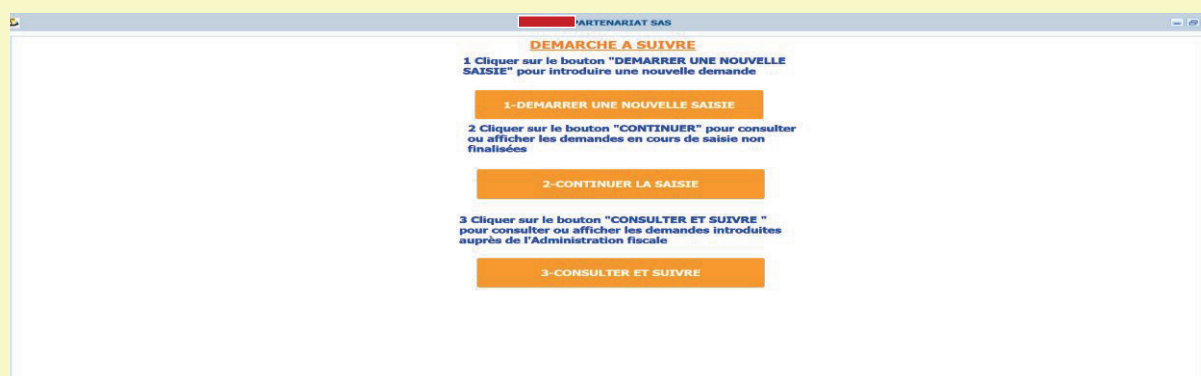 PARTENARIAT SAS
DEMARCHE A SUIVRE
1 Cliquer sur le bouton "DEMARRER UNE NOUVELLE
SAISIE" pour introduire une nouvelle demande
1-DEMARRER UNE NOUVELLE SAISIE
2 Cliquer sur le bouton "CONTINUER" pour consulter
ou afficher les demandes en cours de saisie non
finalisées
2-CONTINUER LA SAISIE
3 Cliquer sur le bouton "CONSULTER ET SUIVRE "
pour consulter ou afficher les demandes introduites
auprès de l'Administration fiscale
3-CONSULTER ET SUIVRE